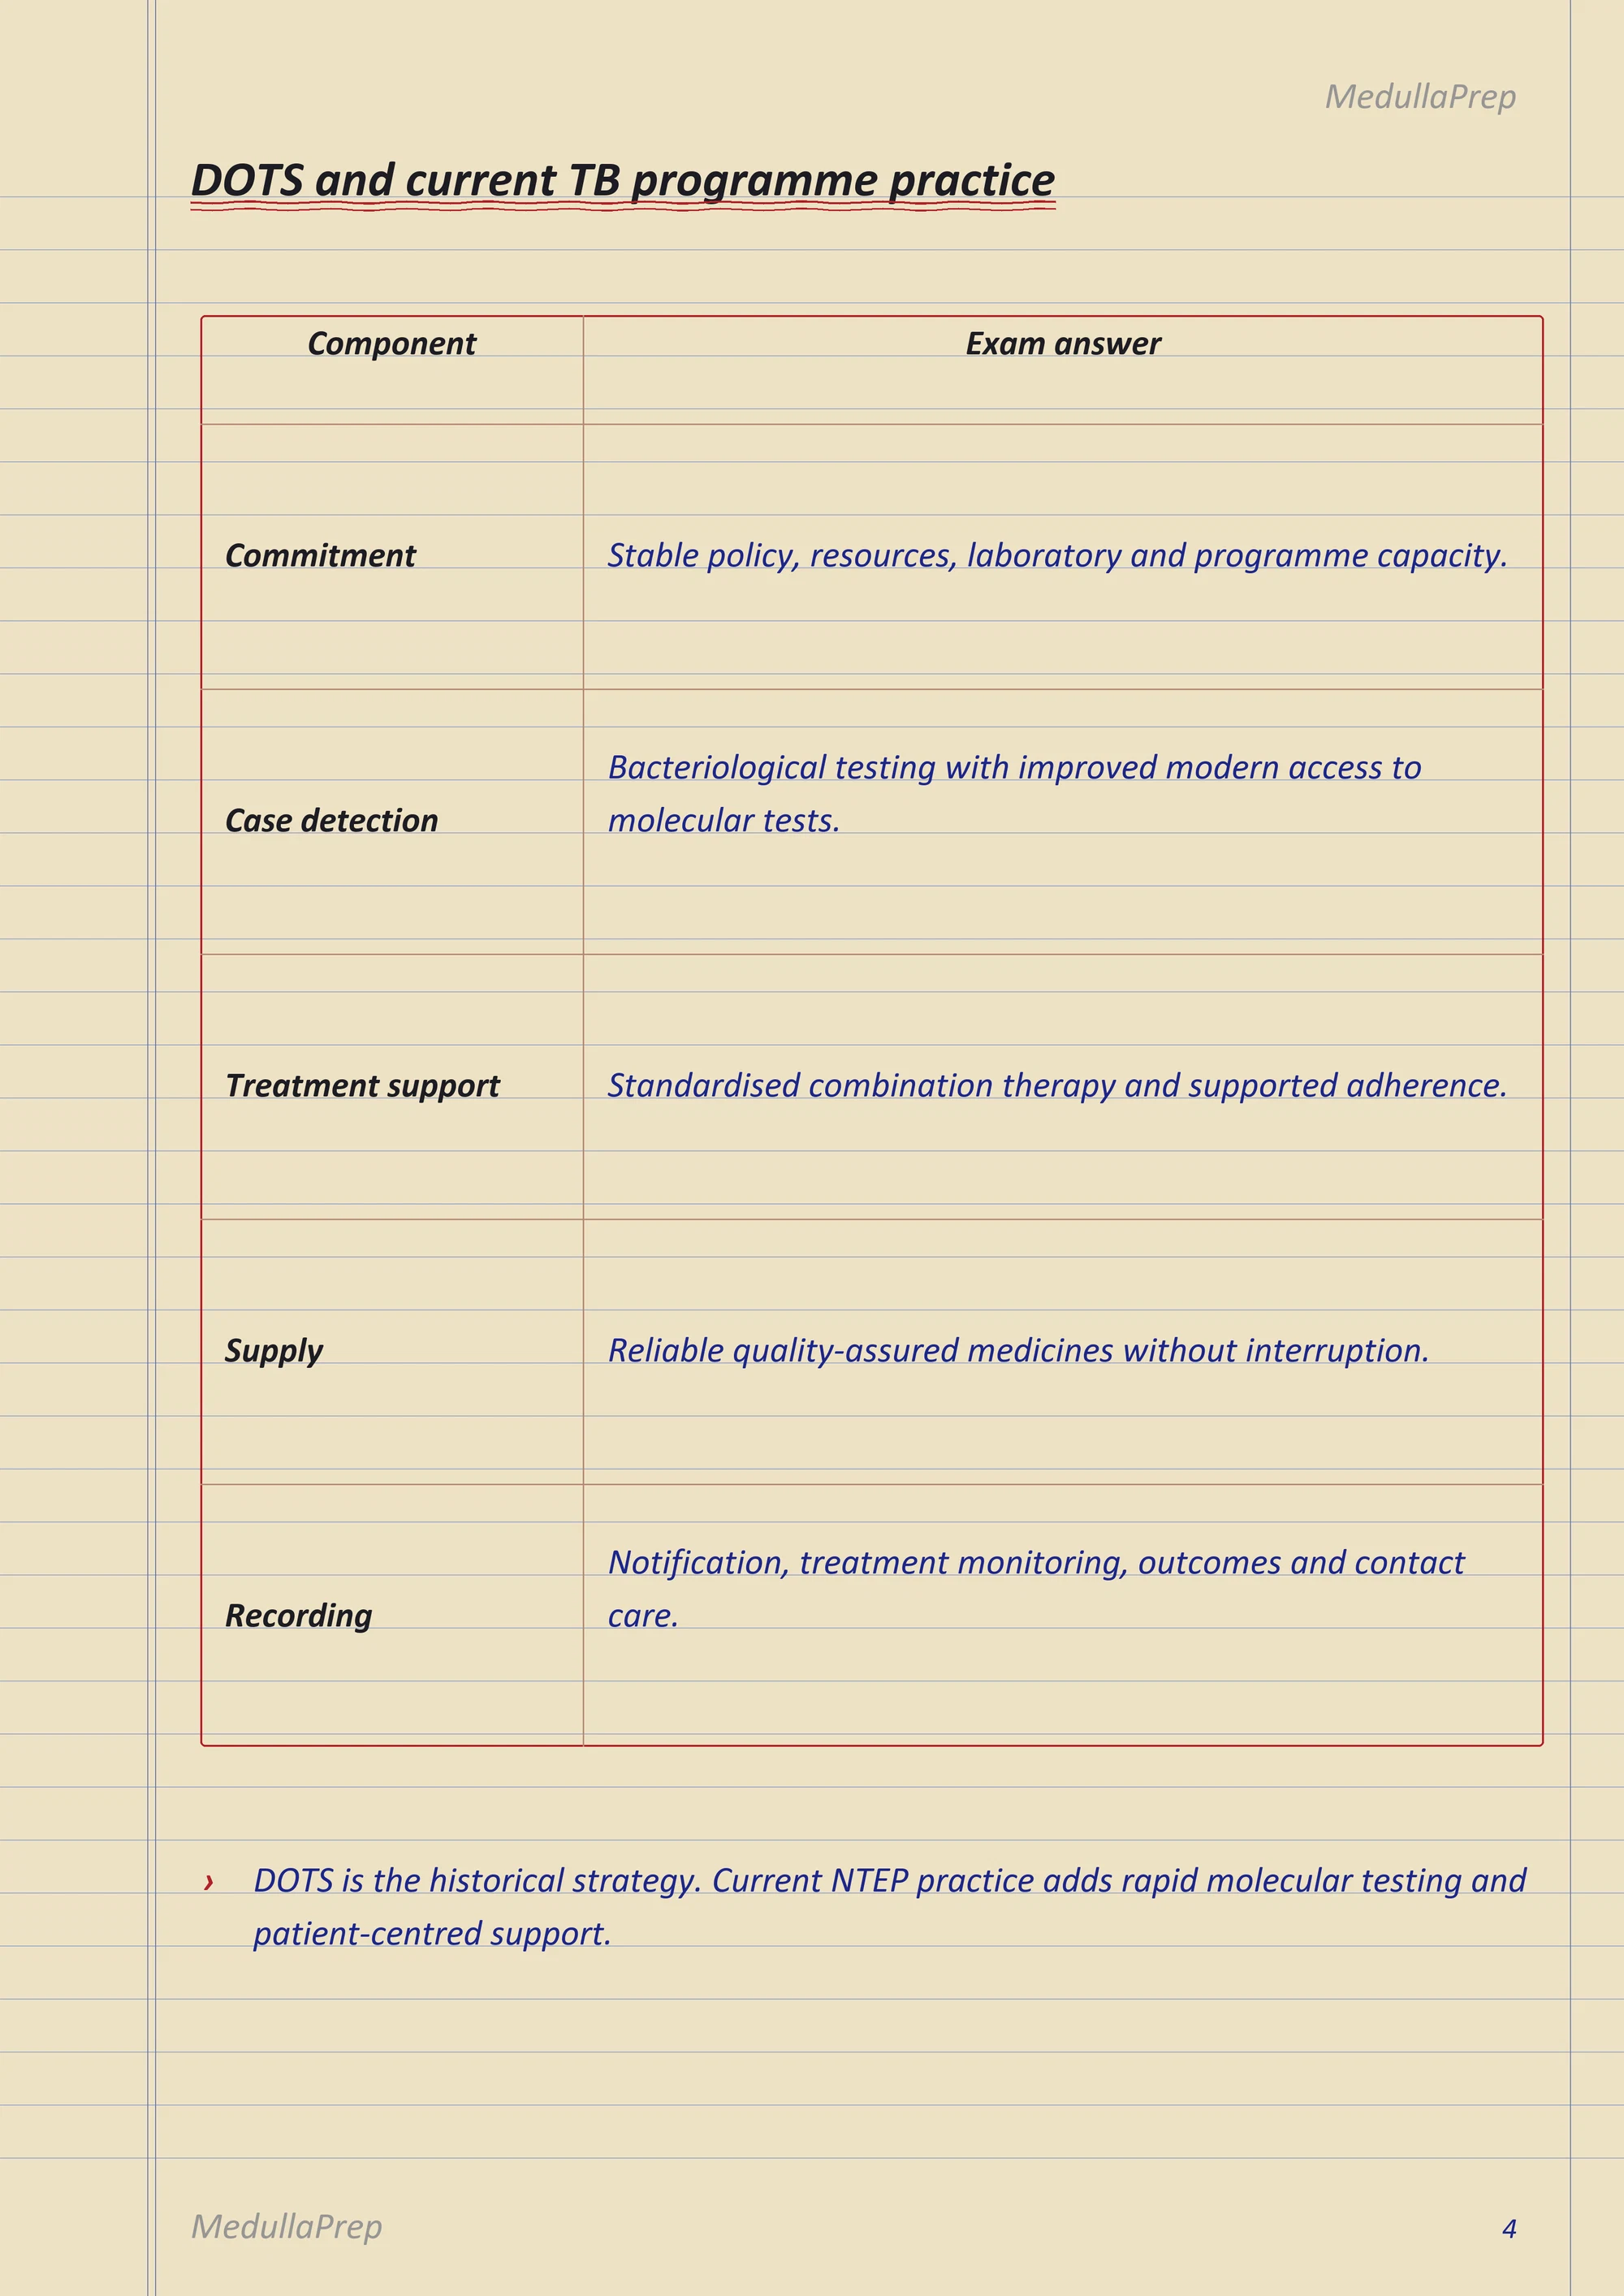 MedullaPrep
DOTS and current TB programme practice
Component
Exam answer
Commitment
Stable policy, resources, laboratory and programme capacity.
Case detection
Bacteriological testing with improved modern access to
molecular tests.
Treatment support
Standardised combination therapy and supported adherence.
Supply
Reliable quality-assured medicines without interruption.
Recording
Notification, treatment monitoring, outcomes and contact
care.
› DOTS is the historical strategy. Current NTEP practice adds rapid molecular testing and
patient-centred support.
MedullaPrep
4